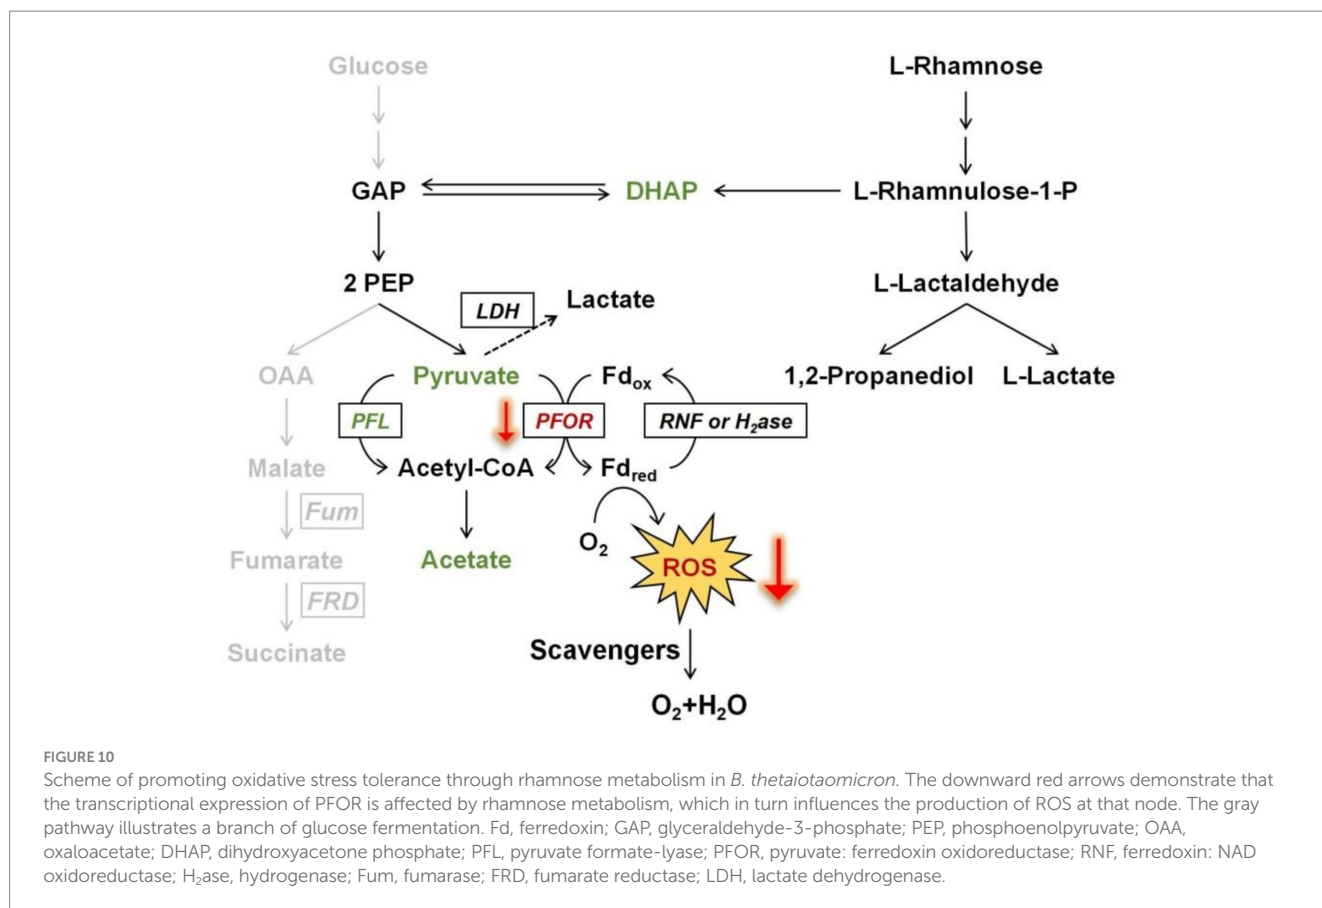 Glucose
L-Rhamnose
GAP
DHAP
L-Rhamnulose-1-P
2 PEP
LDH
Lactate
L-Lactaldehyde
OAA
Pyruvate
Fdox
1,2-Propanediol
L-Lactate
PFL
PFOR
RNF or H2ase
Malate
Acetyl-CoA
Fdred
Fum
O2
Fumarate
Acetate
ROS
FRD
Succinate
Scavengers
O2+H2O
FIGURE 10
Scheme of promoting oxidative stress tolerance through rhamnose metabolism in B. thetaiotaomicron. The downward red arrows demonstrate that
the transcriptional expression of PFOR is affected by rhamnose metabolism, which in turn influences the production of ROS at that node. The gray
pathway illustrates a branch of glucose fermentation. Fd, ferredoxin; GAP, glyceraldehyde-3-phosphate; PEP, phosphoenolpyruvate; OAA,
oxaloacetate; DHAP, dihydroxyacetone phosphate; PFL, pyruvate formate-lyase; PFOR, pyruvate: ferredoxin oxidoreductase; RNF, ferredoxin: NAD
oxidoreductase; H2ase, hydrogenase; Fum, fumarase; FRD, fumarate reductase; LDH, lactate dehydrogenase.